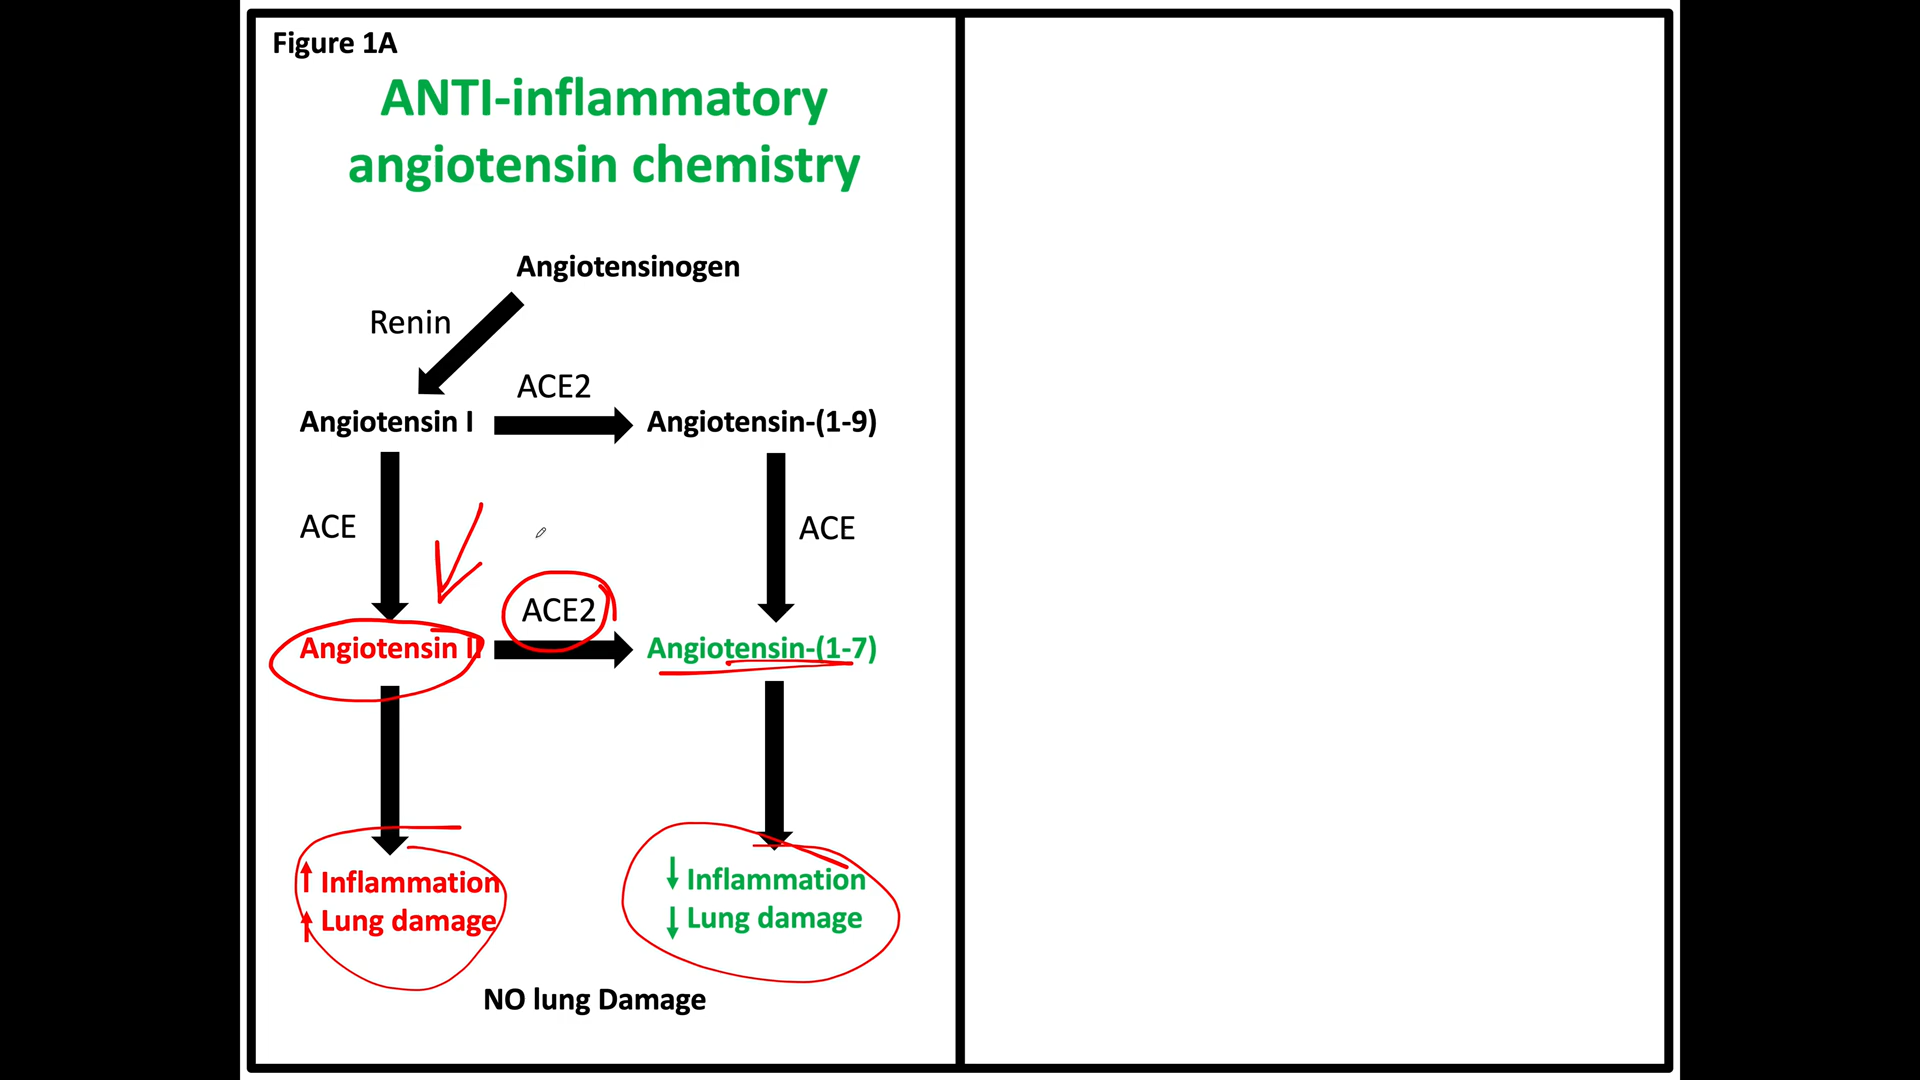 Figure 1A
ANTI-inflammatory
angiotensin chemistry
Angiotensinogen
Renin
ACE2
Angiotensin I
Angiotensin-(1-9)
ACE
ACE
ACE2
Angiotensin II
Angiotensin-(1-7)
Inflammation
Lung damage
Inflammation
Lung damage
NO lung Damage